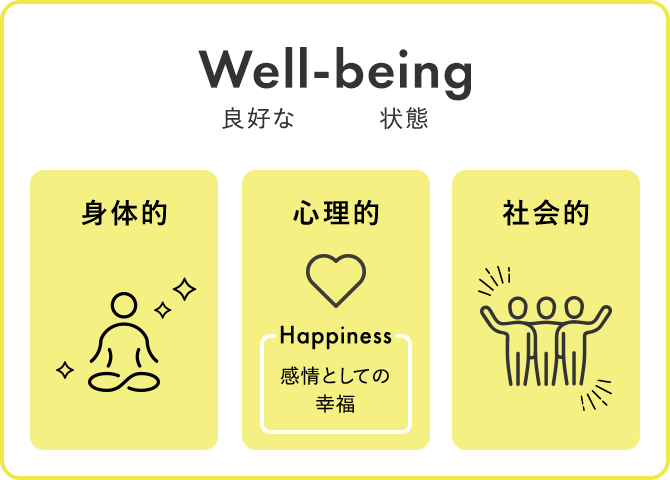 Well-being
良好な 状態
身体的
心理的
社会的
Happiness
感情としての
幸福